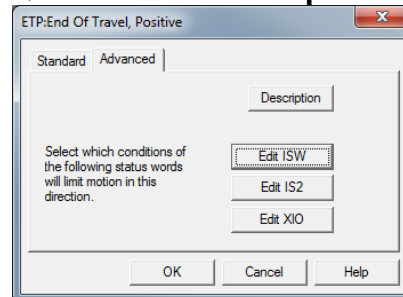 ETP:End Of Travel, Positive
Standard Advanced
Description
Select which conditions of
the following status words
will limit motion in this
direction.
Edit ISW
Edit IS2
Edit XIO
OK Cancel Help